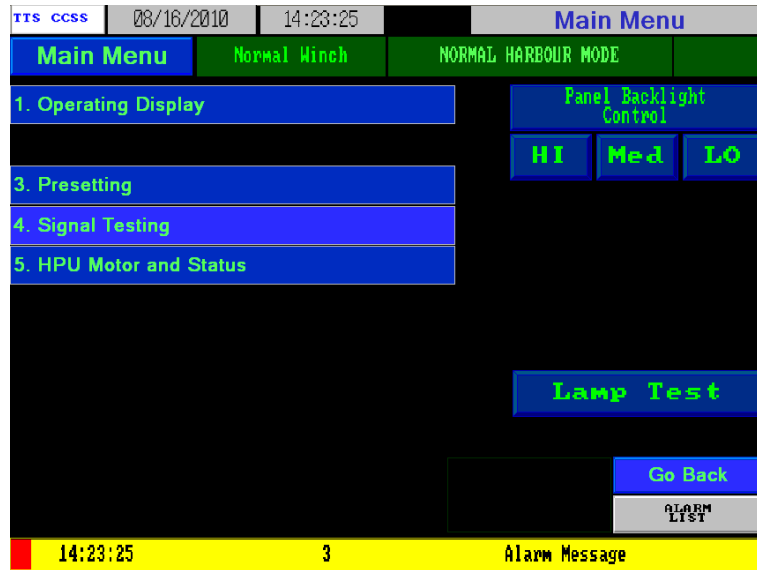 TTS CCSS 08/16/2010 14:23:25 Main Menu
Main Menu Normal Winch NORMAL HARBOUR MODE
1. Operating Display
Panel Backlight
Control
HI Med LO
3. Presetting
4. Signal Testing
5. HPU Motor and Status
Lamp Test
Go Back
ALARM
LIST
14:23:25 3 Alarm Message